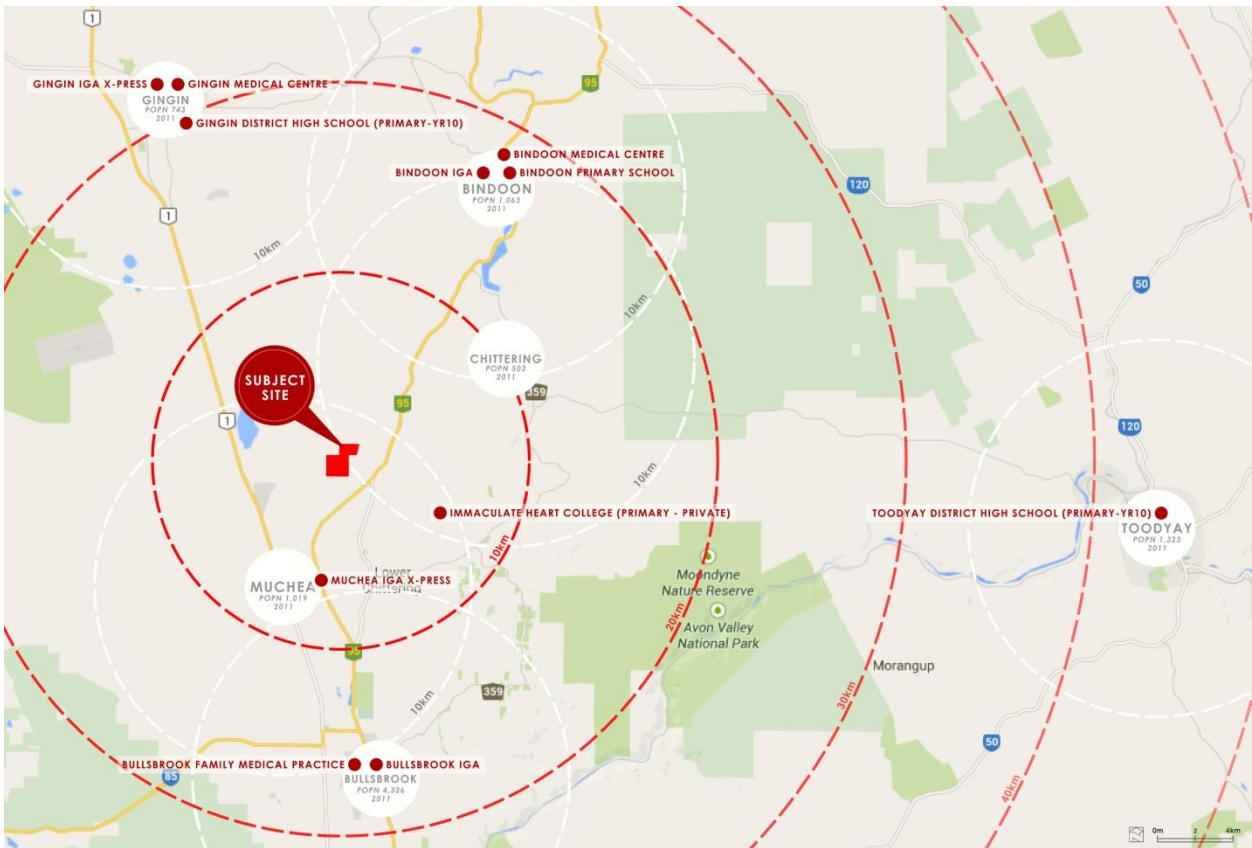 1
95
GINGIN IGA X-PRESS
GINGIN MEDICAL CENTRE
GINGIN
POPN 743
2011
GINGIN DISTRICT HIGH SCHOOL (PRIMARY-YR10)
BINDOON MEDICAL CENTRE
BINDOON IGA
BINDOON PRIMARY SCHOOL
BINDOON
POPN 1,063
2011
120
1
10km
50
10km
CHITTERING
POPN 503
2011
SUBJECT
SITE
359
95
1
120
10km
IMMACULATE HEART COLLEGE (PRIMARY - PRIVATE)
TOODYAY DISTRICT HIGH SCHOOL (PRIMARY-YR10)
TOODYAY
POPN 1,323
2011
10km
MUCHEA IGA X-PRESS
MUCHEA
POPN 1,019
2011
Lower
Chittering
Moondyne
Nature Reserve
Avon Valley
National Park
20km
95
Morangup
359
30km
10km
50
BULLSBROOK FAMILY MEDICAL PRACTICE
BULLSBROOK IGA
BULLSBROOK
POPN 4,326
2011
85
40km
0m 2 4km